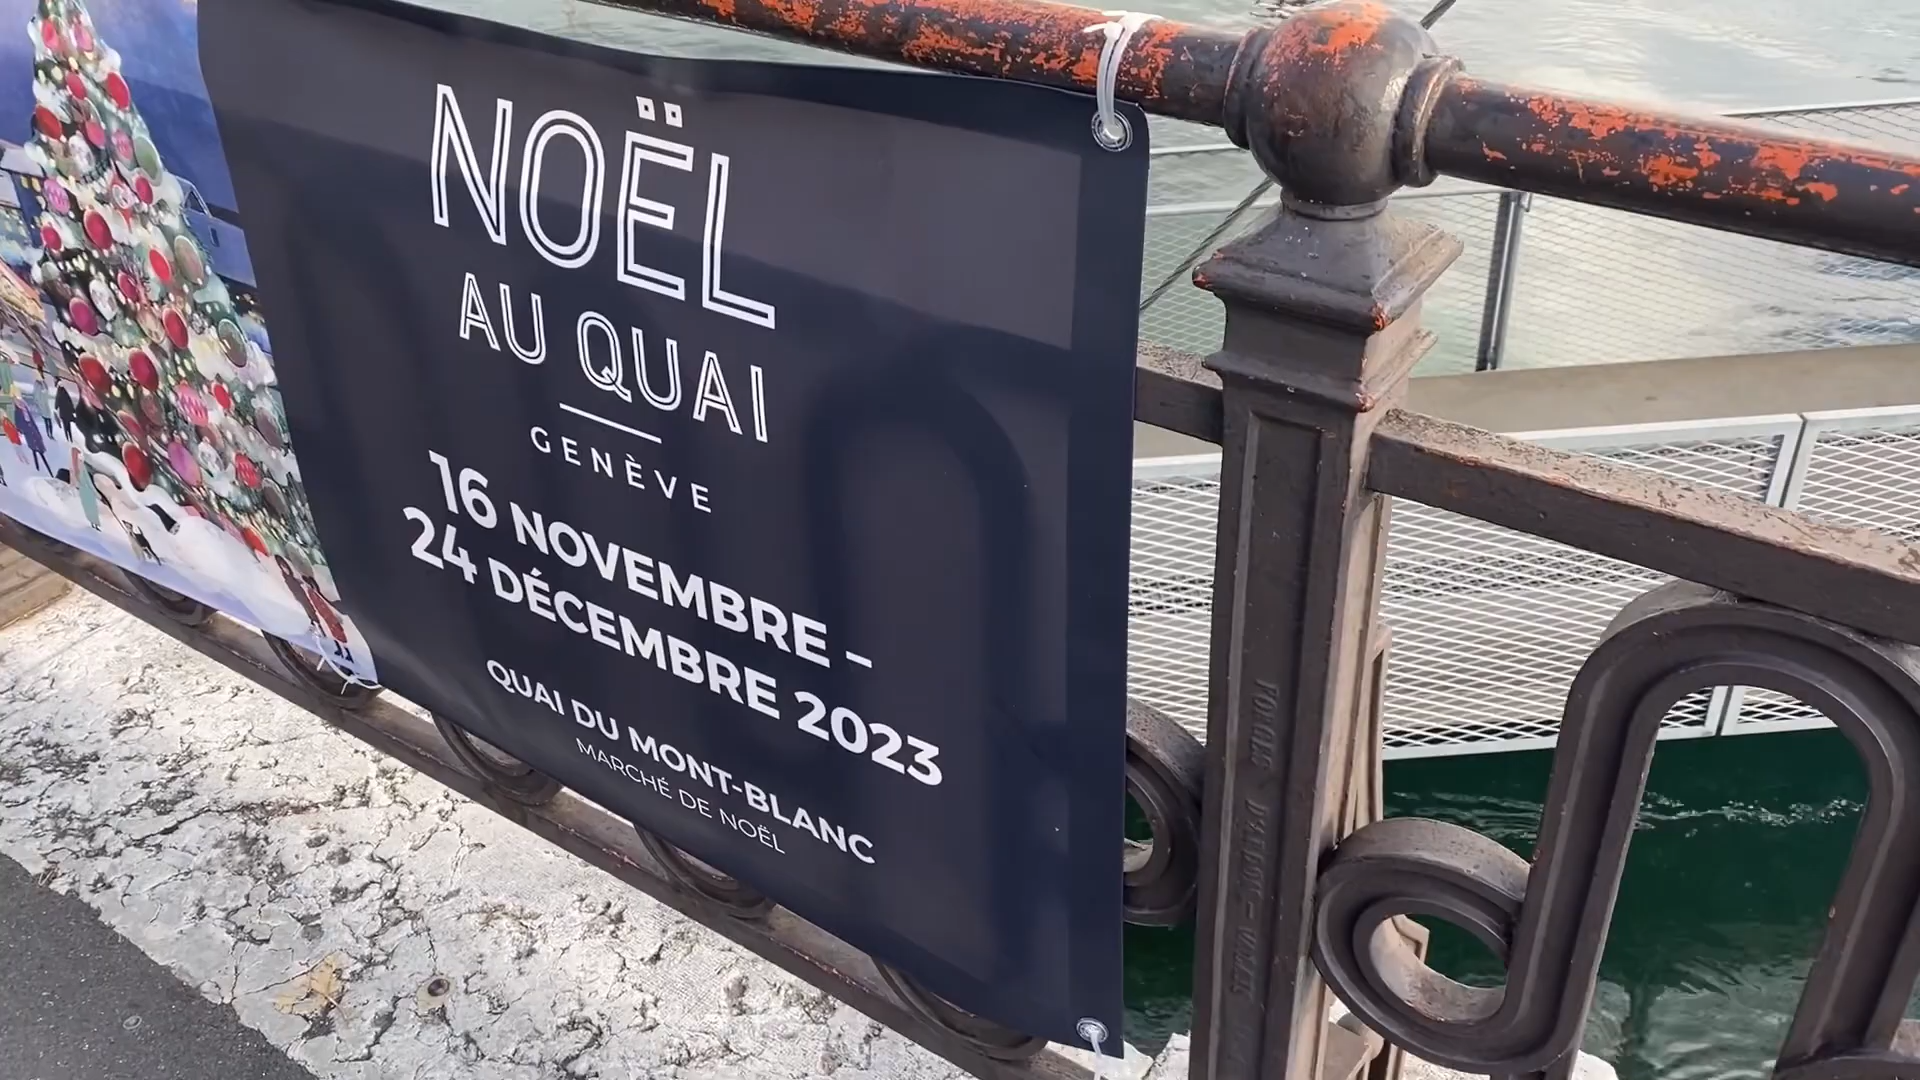 NOËL
AU QUAI
GENÈVE
16 NOVEMBRE –
24 DÉCEMBRE 2023
QUAI DU MONT-BLANC
MARCHÉ DE NOËL